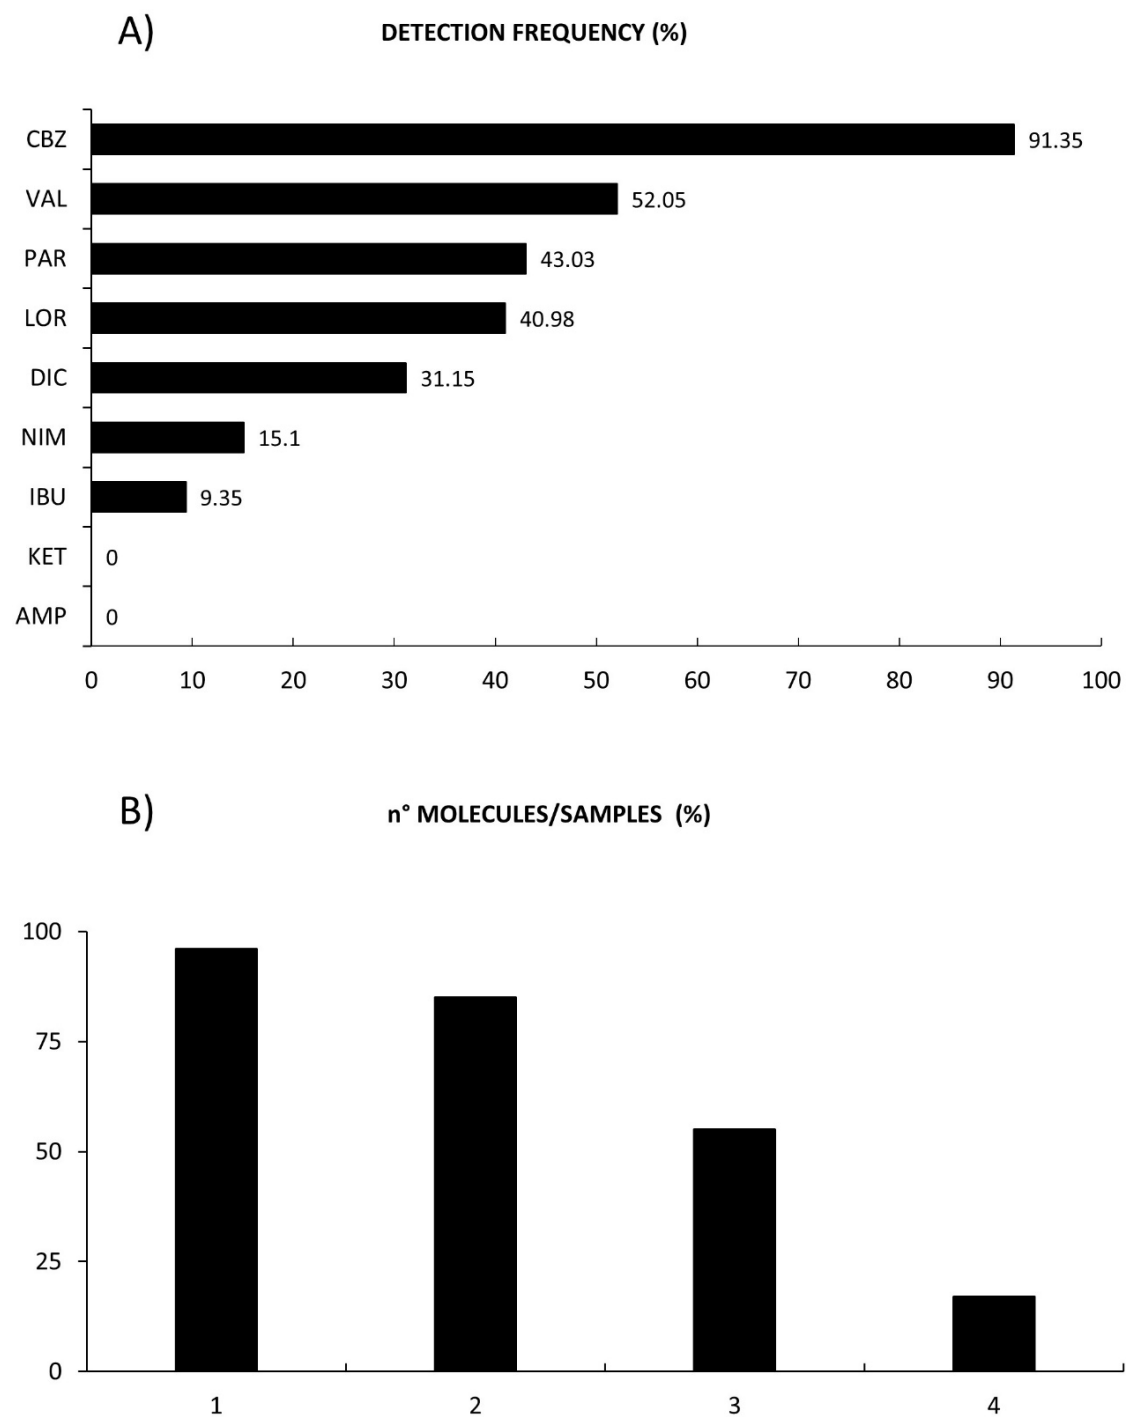 A)
DETECTION FREQUENCY (%)
CBZ 91.35
VAL 52.05
PAR 43.03
LOR 40.98
DIC 31.15
NIM 15.1
IBU 9.35
KET 0
AMP 0
0 10 20 30 40 50 60 70 80 90 100
B)
n° MOLECULES/SAMPLES (%)
100
75
50
25
0
1 2 3 4